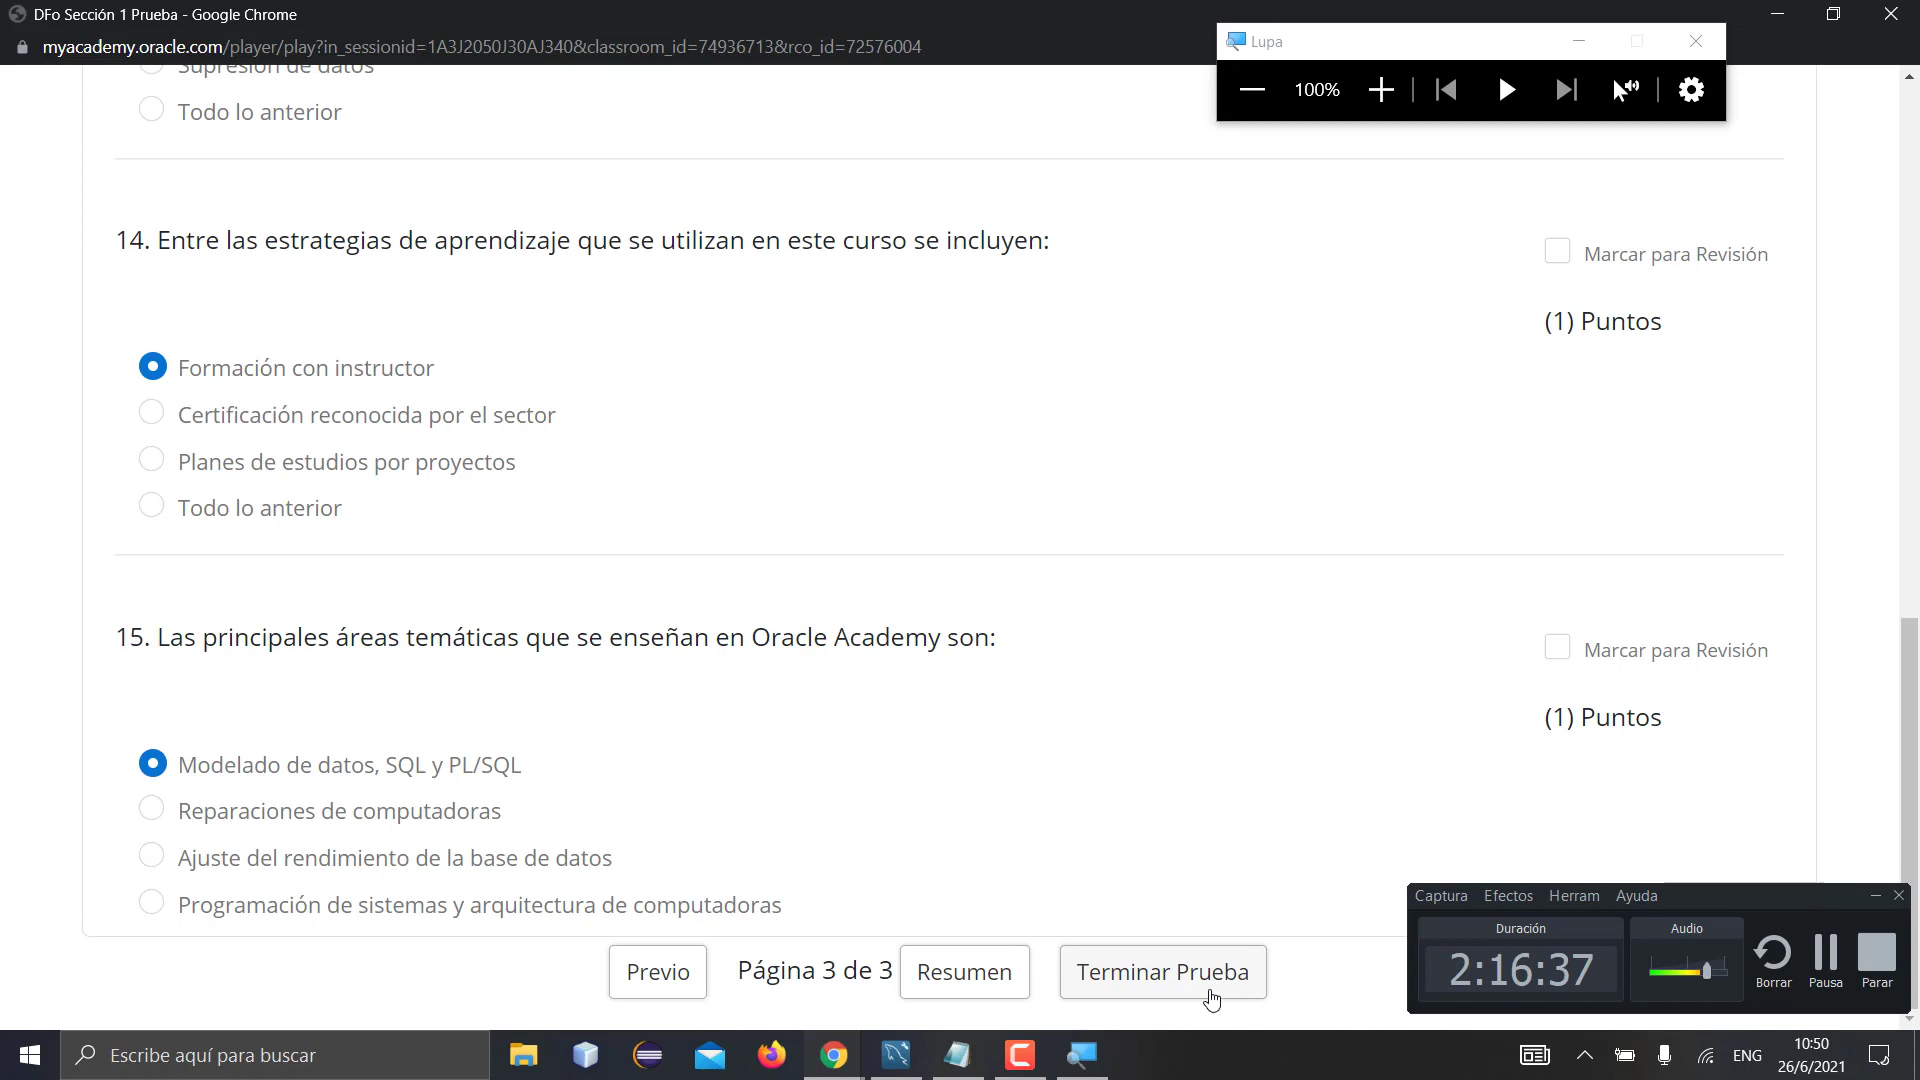 DFo Sección 1 Prueba - Google Chrome
myacademy.oracle.com/player/play?in_sessionid=1A3J2050J30AJ340&classroom_id=74936713&rco_id=72576004
Lupa
100%
Supresión de datos
Todo lo anterior
14. Entre las estrategias de aprendizaje que se utilizan en este curso se incluyen:
Marcar para Revisión
(1) Puntos
Formación con instructor
Certificación reconocida por el sector
Planes de estudios por proyectos
Todo lo anterior
15. Las principales áreas temáticas que se enseñan en Oracle Academy son:
Marcar para Revisión
(1) Puntos
Modelado de datos, SQL y PL/SQL
Reparaciones de computadoras
Ajuste del rendimiento de la base de datos
Programación de sistemas y arquitectura de computadoras
Previo Página 3 de 3 Resumen Terminar Prueba
Captura Efectos Herram Ayuda
Duración Audio
2:16:37
Borrar Pausa Parar
Escribe aquí para buscar
ENG
10:50
26/6/2021